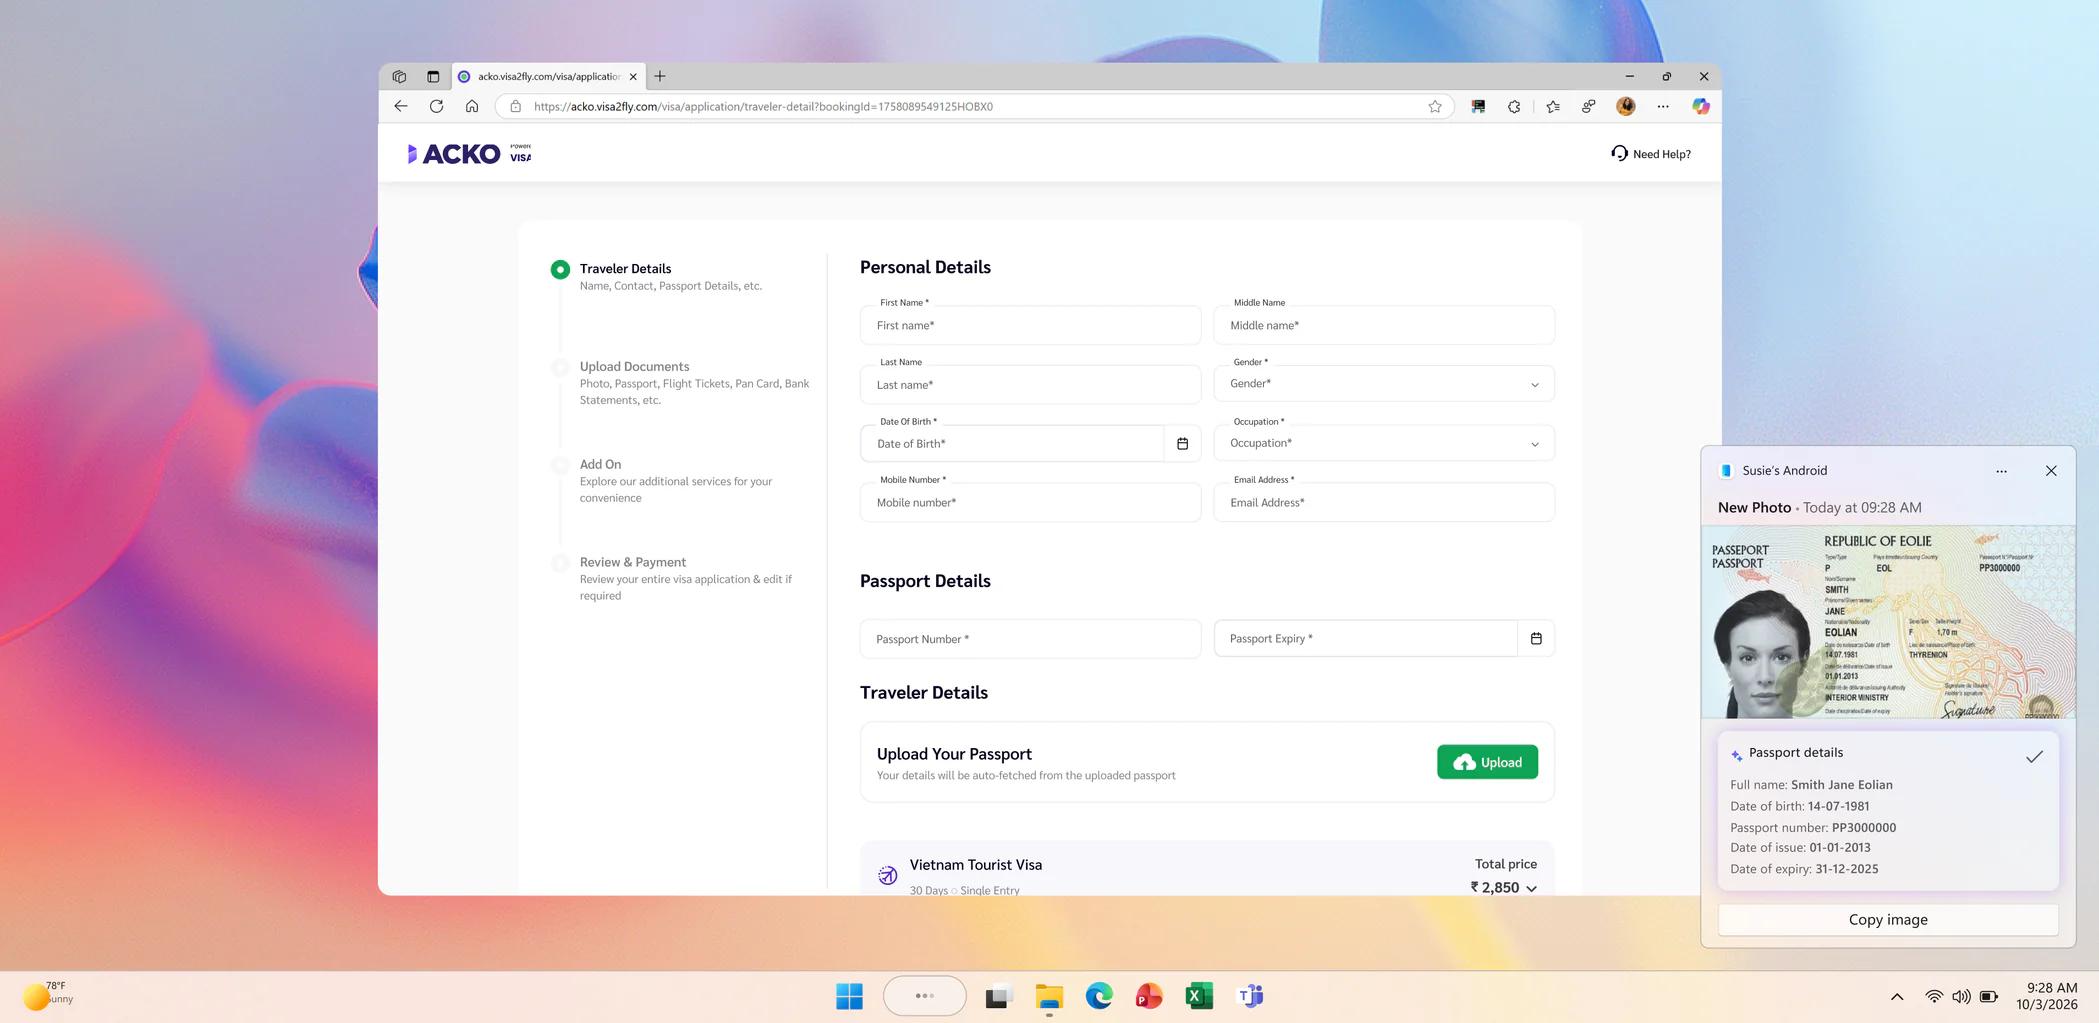 acko.visa2fly.com/visa/application
https://acko.visa2fly.com/visa/application/traveler-detail?bookingId=1758089549125HOBX0
ACKO
Power
VISA
Need Help?
Traveler Details
Name, Contact, Passport Details, etc.
Upload Documents
Photo, Passport, Flight Tickets, Pan Card, Bank
Statements, etc.
Add On
Explore our additional services for your
convenience
Review & Payment
Review your entire visa application & edit if
required
Personal Details
First Name *
First name*
Middle Name
Middle name*
Last Name
Last name*
Gender *
Gender*
Date Of Birth *
Date of Birth*
Occupation *
Occupation*
Mobile Number *
Mobile number*
Email Address *
Email Address*
Passport Details
Passport Number *
Passport Expiry *
Traveler Details
Upload Your Passport
Your details will be auto-fetched from the uploaded passport
Upload
Vietnam Tourist Visa
30 Days ○ Single Entry
Total price
₹ 2,850
Susie's Android
New Photo • Today at 09:28 AM
PASSEPORT
PASSPORT
REPUBLIC OF EOLIE
Type/Type
P
EOL
PP3000000
Nom/Surname
SMITH
JANE
EOLIAN
F
1,70 m
14.07.1981
THYRENION
01.01.2013
INTERIOR MINISTRY
Signature
Passport details
Full name: Smith Jane Eolian
Date of birth: 14-07-1981
Passport number: PP3000000
Date of issue: 01-01-2013
Date of expiry: 31-12-2025
Copy image
78°F
Sunny
9:28 AM
10/3/2026